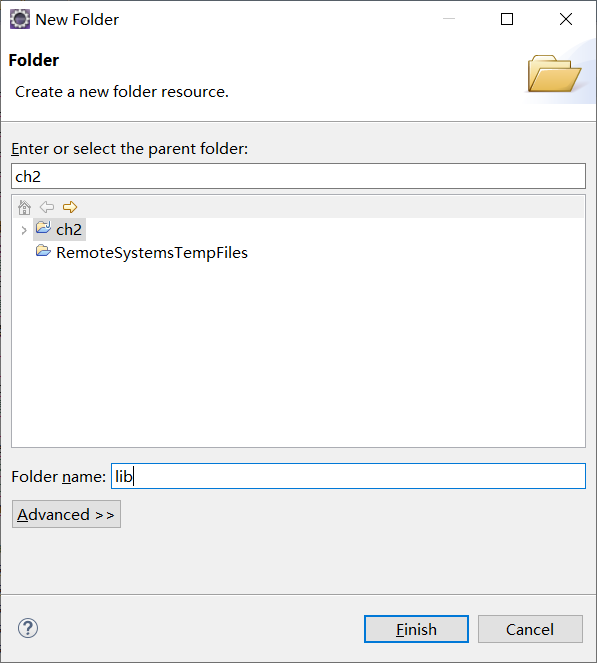 New Folder
Folder
Create a new folder resource.
Enter or select the parent folder:
ch2
ch2
RemoteSystemsTempFiles
Folder name: lib
Advanced >>
? Finish Cancel